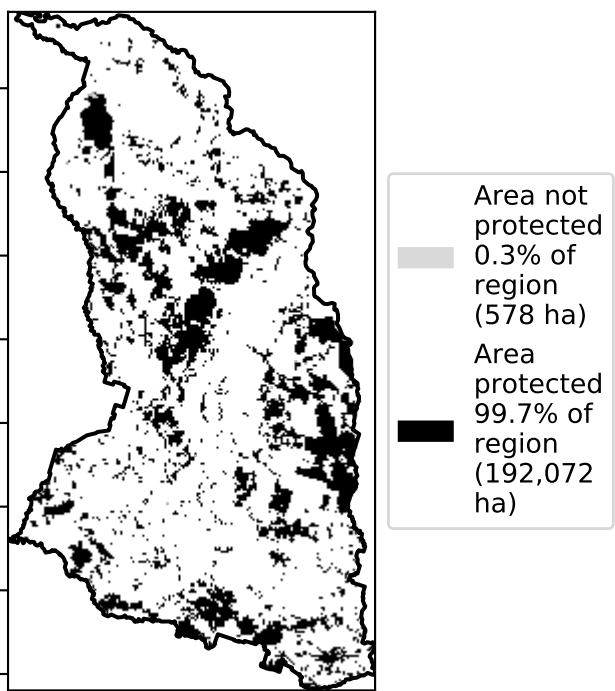 Area not
protected
0.3% of
region
(578 ha)
Area
protected
99.7% of
region
(192,072
ha)